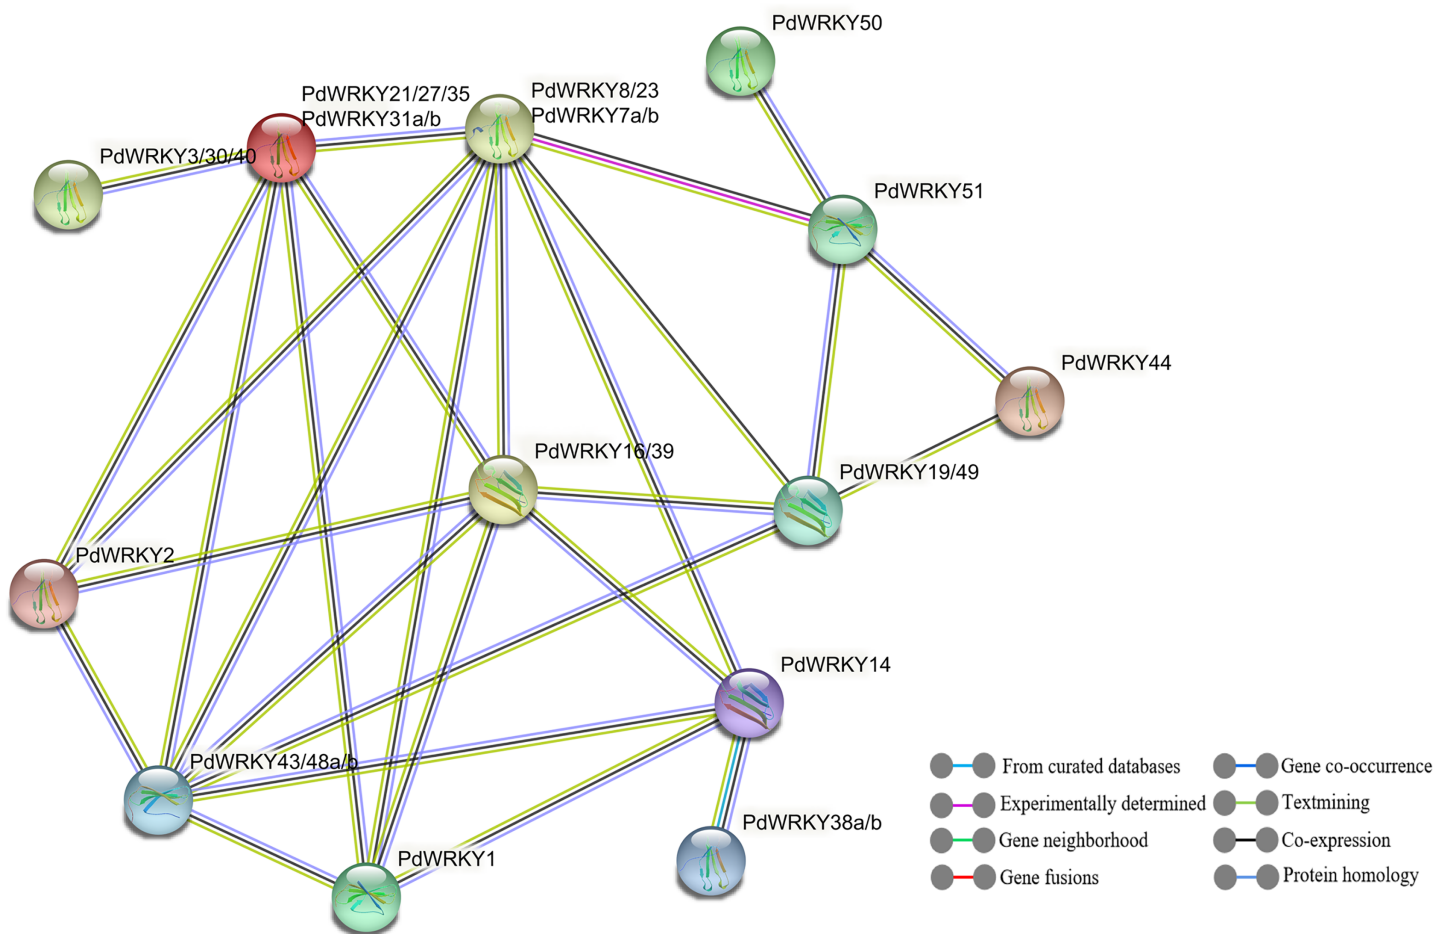 PdWRKY50
PdWRKY21/27/35
PdWRKY31a/b
PdWRKY8/23
PdWRKY7a/b
PdWRKY3/30/40
PdWRKY51
PdWRKY44
PdWRKY16/39
PdWRKY19/49
PdWRKY2
PdWRKY14
PdWRKY43/48a/b
PdWRKY38a/b
PdWRKY1
From curated databases
Experimentally determined
Gene neighborhood
Gene fusions
Gene co-occurrence
Textmining
Co-expression
Protein homology